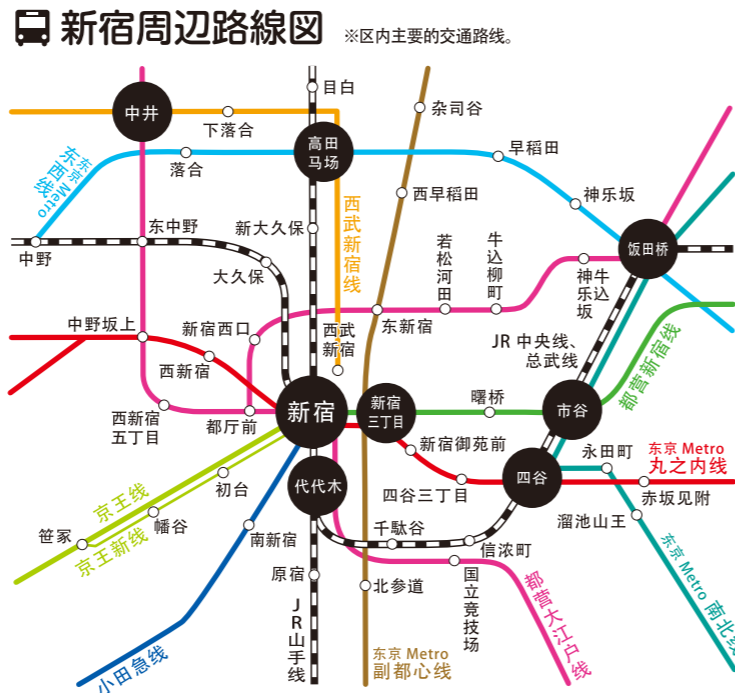 新宿周辺路線図
※区内主要的交通路线。
目白
杂司谷
中井
下落合
高田
马场
早稻田
落合
东京 Metro
东西线
西早稻田
神乐坂
新大久保
西武新宿线
东中野
中野
大久保
若松河田
牛込柳町
饭田桥
牛込
神乐坂
中野坂上
新宿西口
西武
新宿
东新宿
JR 中央线、
总武线
西新宿
都营新宿线
新宿
新宿
三丁目
曙桥
市谷
西新宿
五丁目
都厅前
新宿御苑前
永田町
东京 Metro
丸之内线
四谷
代代木
四谷三丁目
赤坂见附
初台
京王线
溜池山王
笹冢
幡谷
京王新线
南新宿
千駄谷
信浓町
东京 Metro 南北线
原宿
北参道
国立竞技场
都营大江户线
JR山手线
小田急线
东京 Metro
副都心线